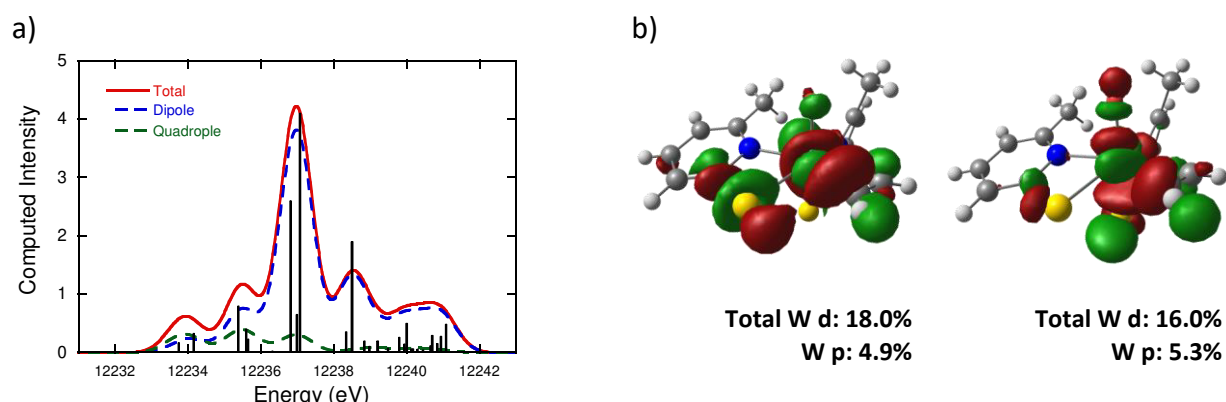 a)
5
4
3
2
1
0
Computed Intensity
Total
Dipole
Quadrople
12232
12234
12236
12238
12240
12242
Energy (eV)
b)
Total W d: 18.0%
W p: 4.9%
Total W d: 16.0%
W p: 5.3%